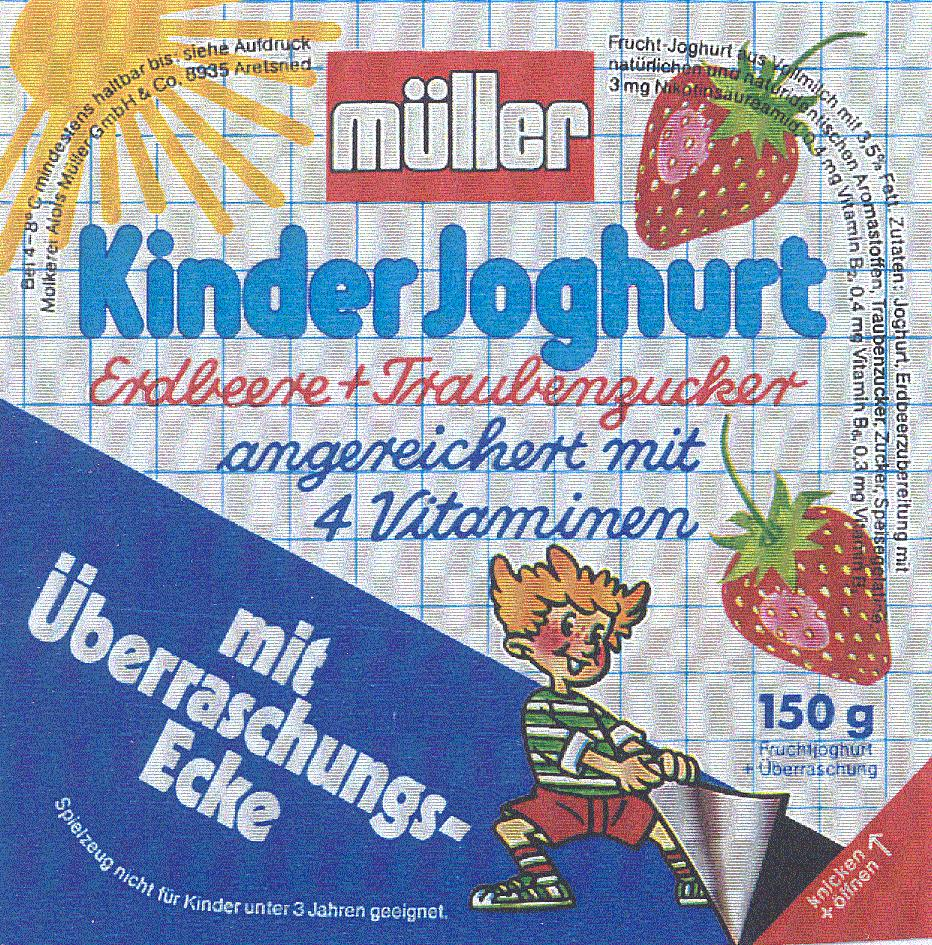 Bei 4-8° C mindestens haltbar bis: siehe Aufdruck
Molkerei Alois Müller GmbH & Co. 8935 Aretsried
müller
Frucht-Joghurt aus Vollmilch mit 3,5% Fett. Zutaten: Joghurt, Erdbeerzubereitung mit
natürlichen und naturidentischen Aromastoffen, Traubenzucker, Zucker, Speisegelatine,
3 mg Nikotinsäureamid, 0,4 mg Vitamin B₂, 0,4 mg Vitamin B₆, 0,3 mg Vitamin B
Kinder Joghurt
Erdbeere + Traubenzucker
angereichert mit
4 Vitaminen
mit
Überraschungs-
Ecke
Spielzeug nicht für Kinder unter 3 Jahren geeignet.
150 g
Fruchtjoghurt
+ Überraschung
knicken
+ öffnen